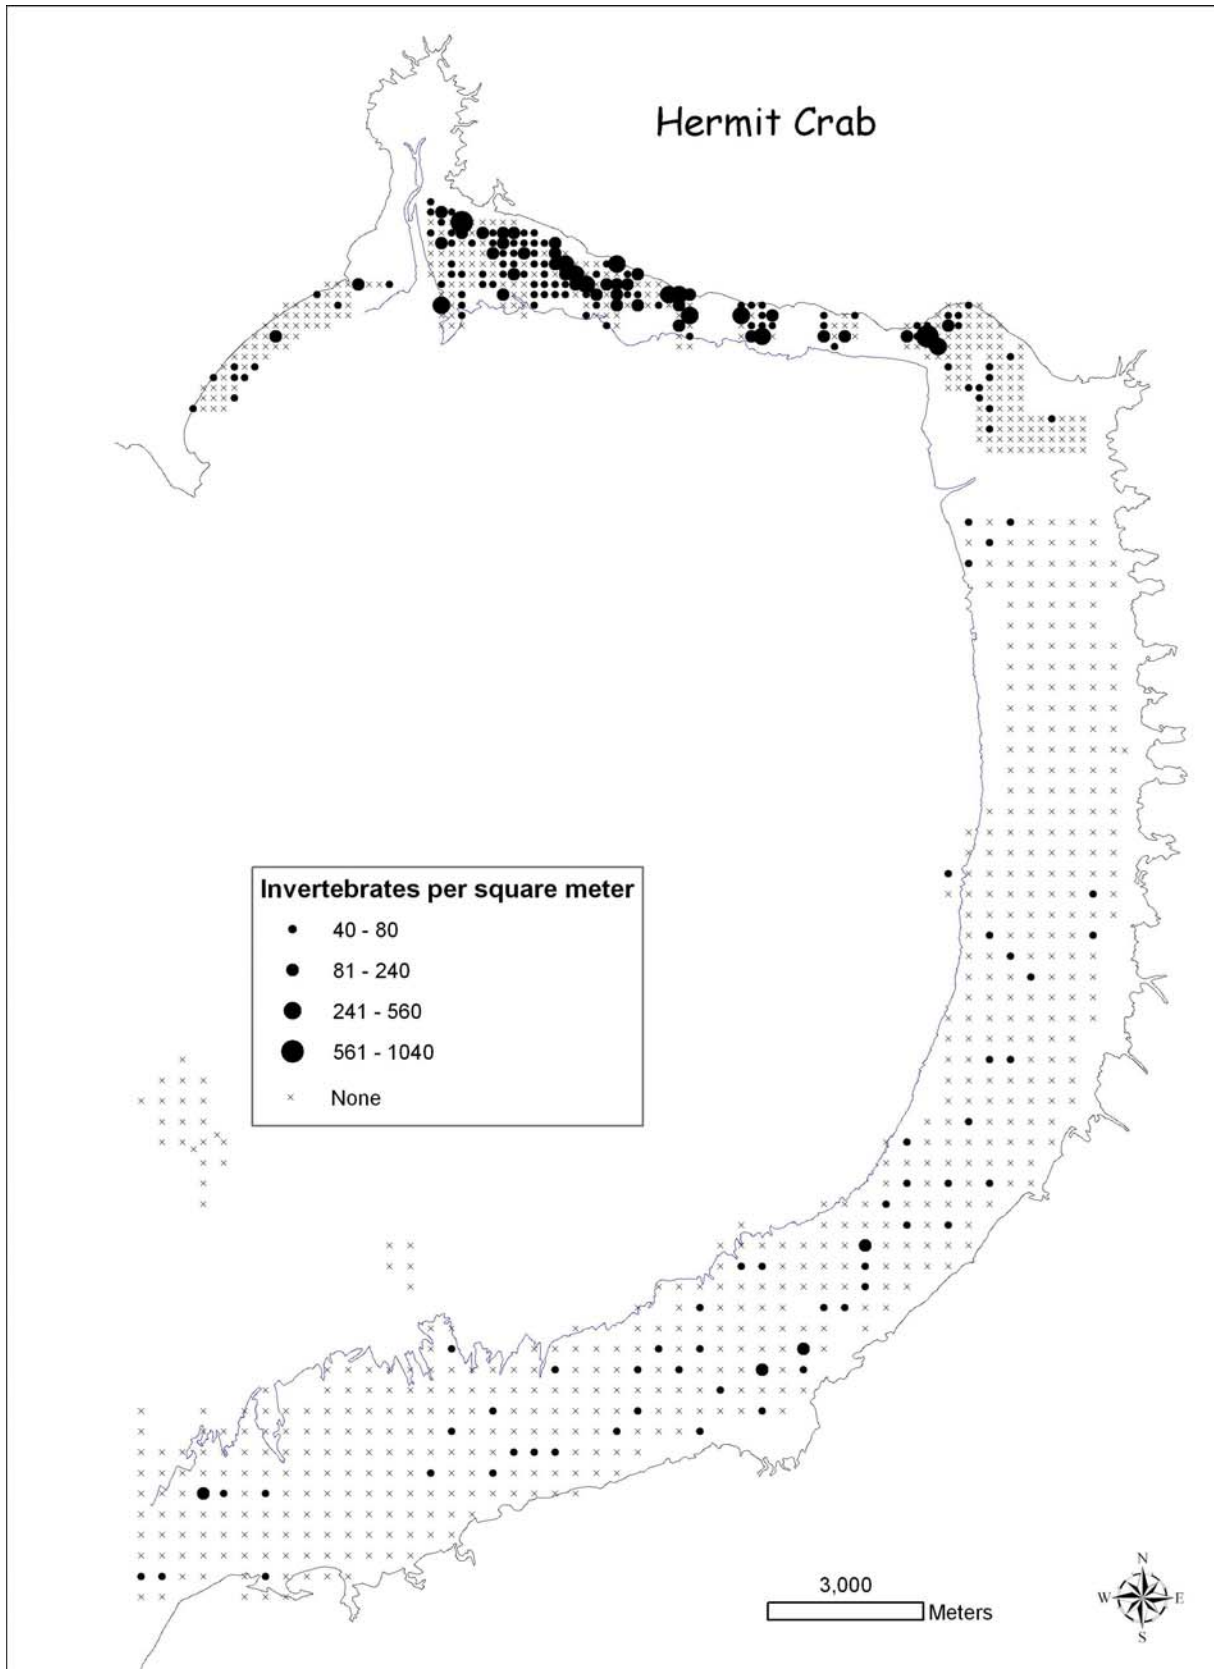 Hermit Crab
Invertebrates per square meter
40 - 80
81 - 240
241 - 560
561 - 1040
None
3,000
Meters
N
W E
S